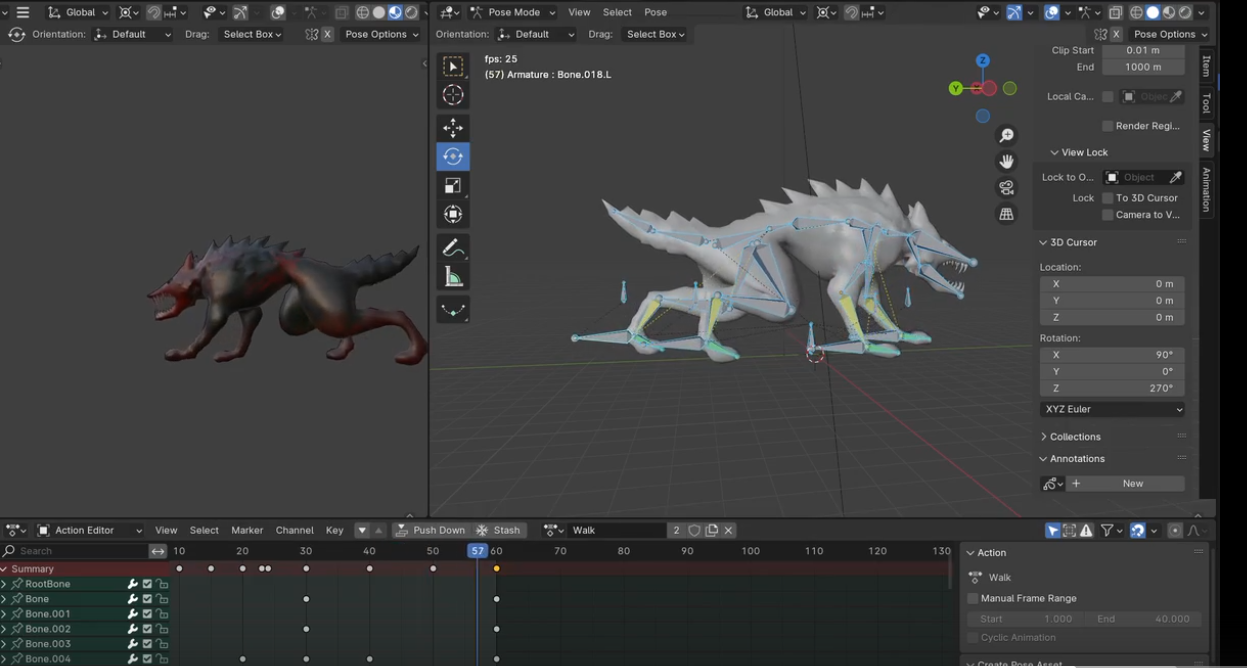 Global Pose Mode View Select Pose Global
Orientation: Default Drag: Select Box X Pose Options Orientation: Default Drag: Select Box X Pose Options
fps: 25
(57) Armature : Bone.018.L
Z
Y
Clip Start 0.01 m
End 1000 m
Local Ca... Objec
Render Regi...
View Lock
Lock to O... Object
Lock To 3D Cursor
Camera to V...
3D Cursor
Location:
X 0 m
Y 0 m
Z 0 m
Rotation:
X 90°
Y 0°
Z 270°
XYZ Euler
Collections
Annotations
New
Item
Tool
View
Animation
Action Editor View Select Marker Channel Key Push Down Stash Walk 2
Search 10 20 30 40 50 57 60 70 80 90 100 110 120 130
Summary
RootBone
Bone
Bone.001
Bone.002
Bone.003
Bone.004
Action
Walk
Manual Frame Range
Start 1.000 End 40.000
Cyclic Animation
Create Pose Asset